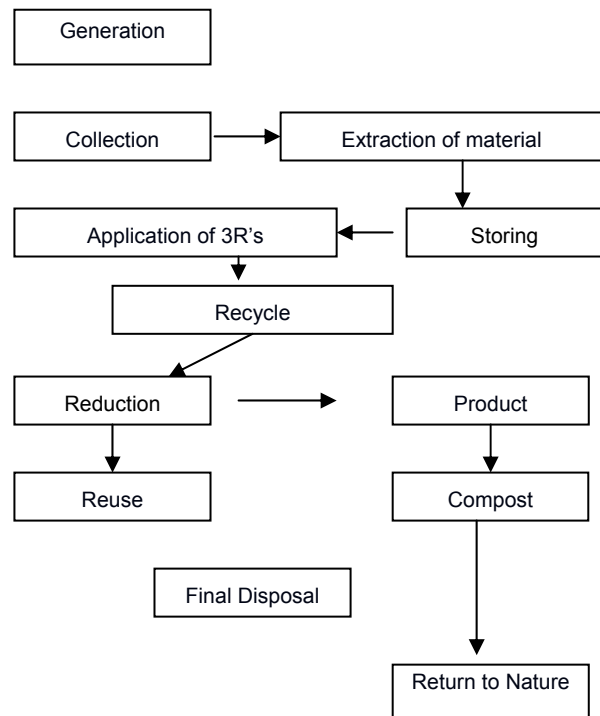 Generation
Collection
Extraction of material
Application of 3R's
Storing
Recycle
Reduction
Product
Reuse
Compost
Final Disposal
Return to Nature